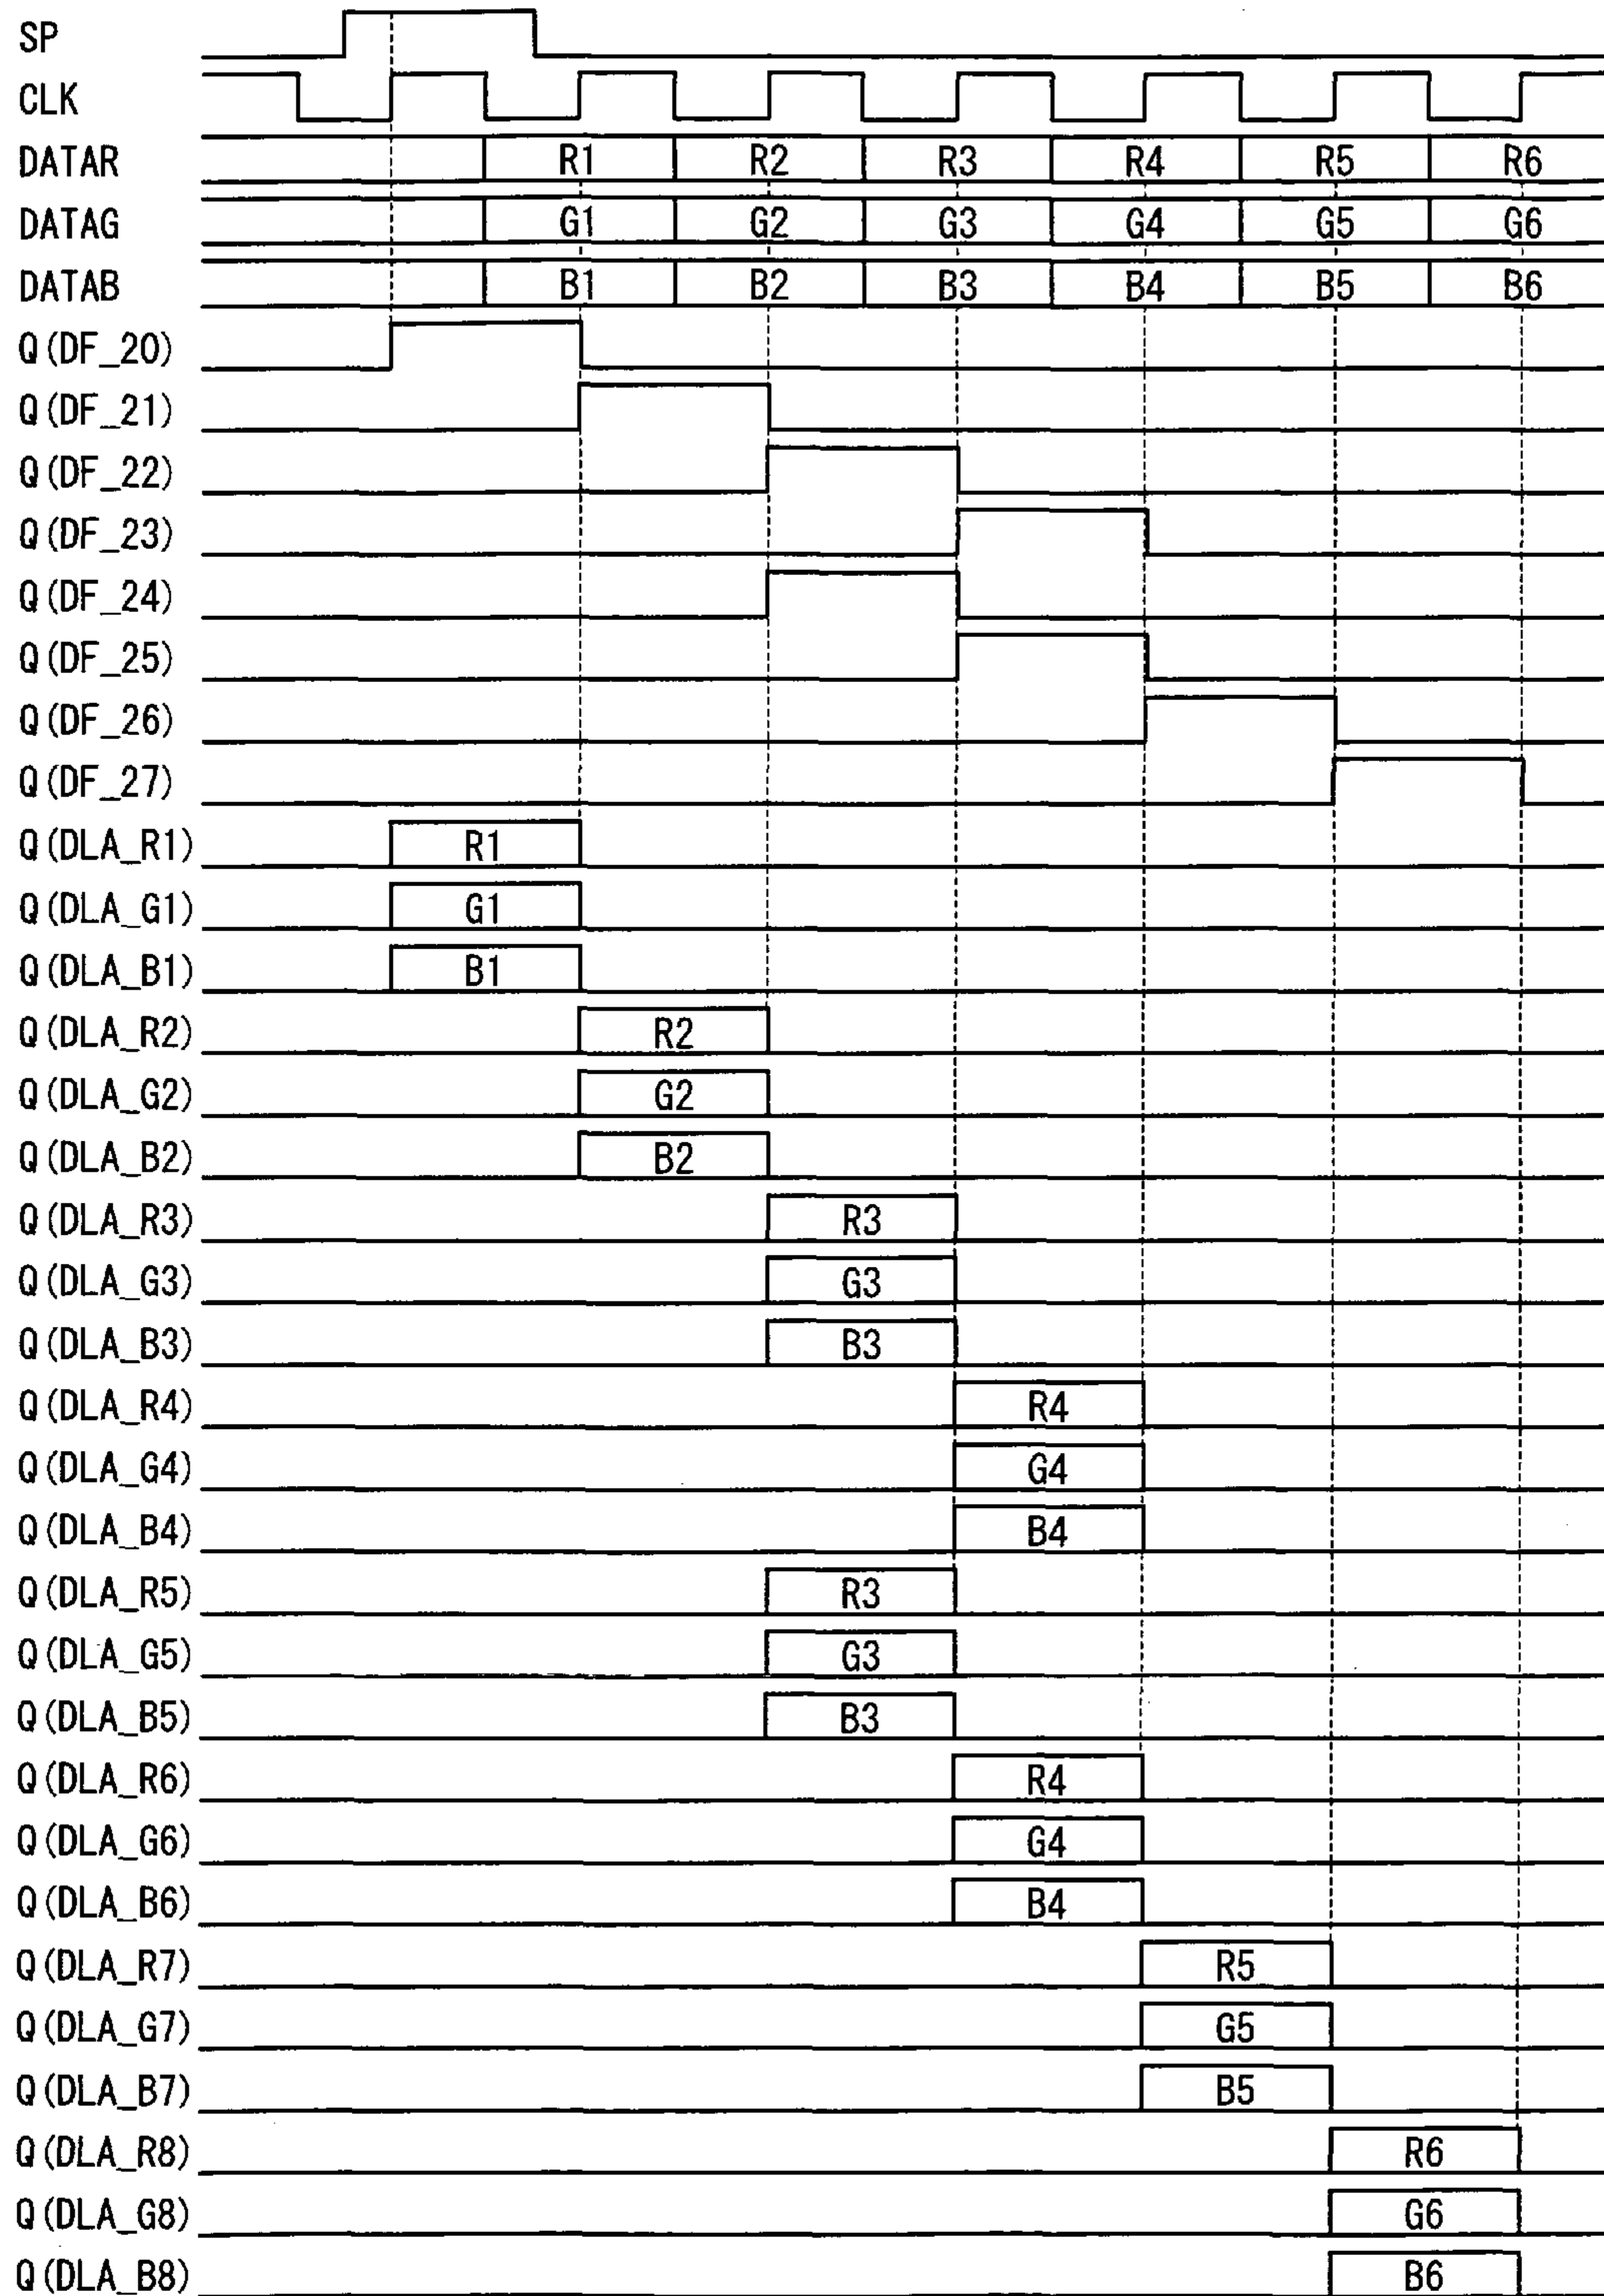 SP
CLK
DATAR R1 R2 R3 R4 R5 R6
DATAG G1 G2 G3 G4 G5 G6
DATAB B1 B2 B3 B4 B5 B6
Q(DF_20)
Q(DF_21)
Q(DF_22)
Q(DF_23)
Q(DF_24)
Q(DF_25)
Q(DF_26)
Q(DF_27)
Q(DLA_R1) R1
Q(DLA_G1) G1
Q(DLA_B1) B1
Q(DLA_R2) R2
Q(DLA_G2) G2
Q(DLA_B2) B2
Q(DLA_R3) R3
Q(DLA_G3) G3
Q(DLA_B3) B3
Q(DLA_R4) R4
Q(DLA_G4) G4
Q(DLA_B4) B4
Q(DLA_R5) R3
Q(DLA_G5) G3
Q(DLA_B5) B3
Q(DLA_R6) R4
Q(DLA_G6) G4
Q(DLA_B6) B4
Q(DLA_R7) R5
Q(DLA_G7) G5
Q(DLA_B7) B5
Q(DLA_R8) R6
Q(DLA_G8) G6
Q(DLA_B8) B6